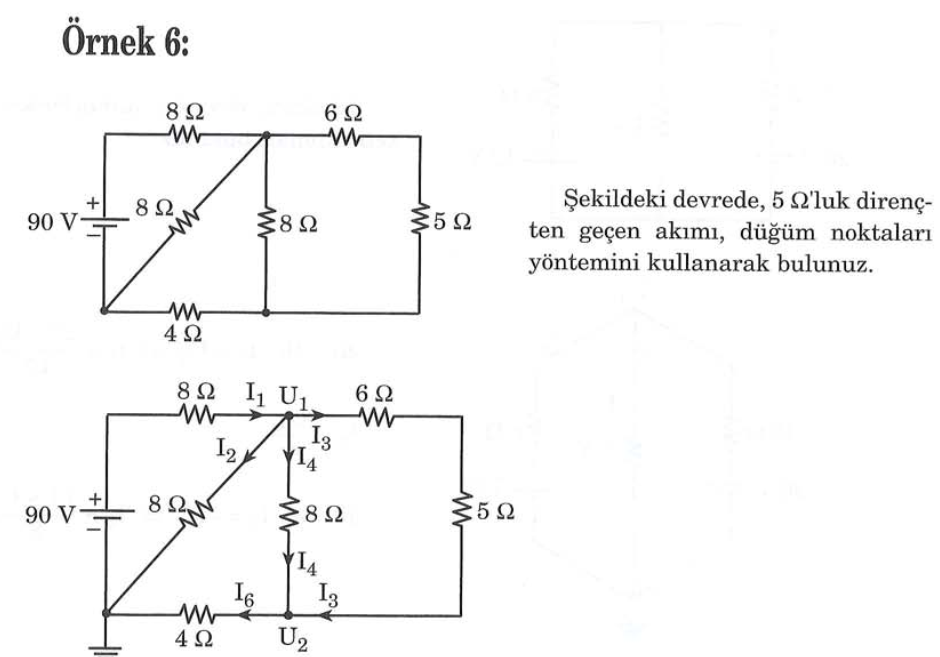 Örnek 6:
8 Ω
6 Ω
+
90 V
−
8 Ω
8 Ω
5 Ω
4 Ω
Şekildeki devrede, 5 Ω'luk direnç-
ten geçen akımı, düğüm noktaları
yöntemini kullanarak bulunuz.
8 Ω
I1
U1
6 Ω
I2
I3
I4
+
90 V
−
8 Ω
8 Ω
5 Ω
I4
I6
I3
4 Ω
U2